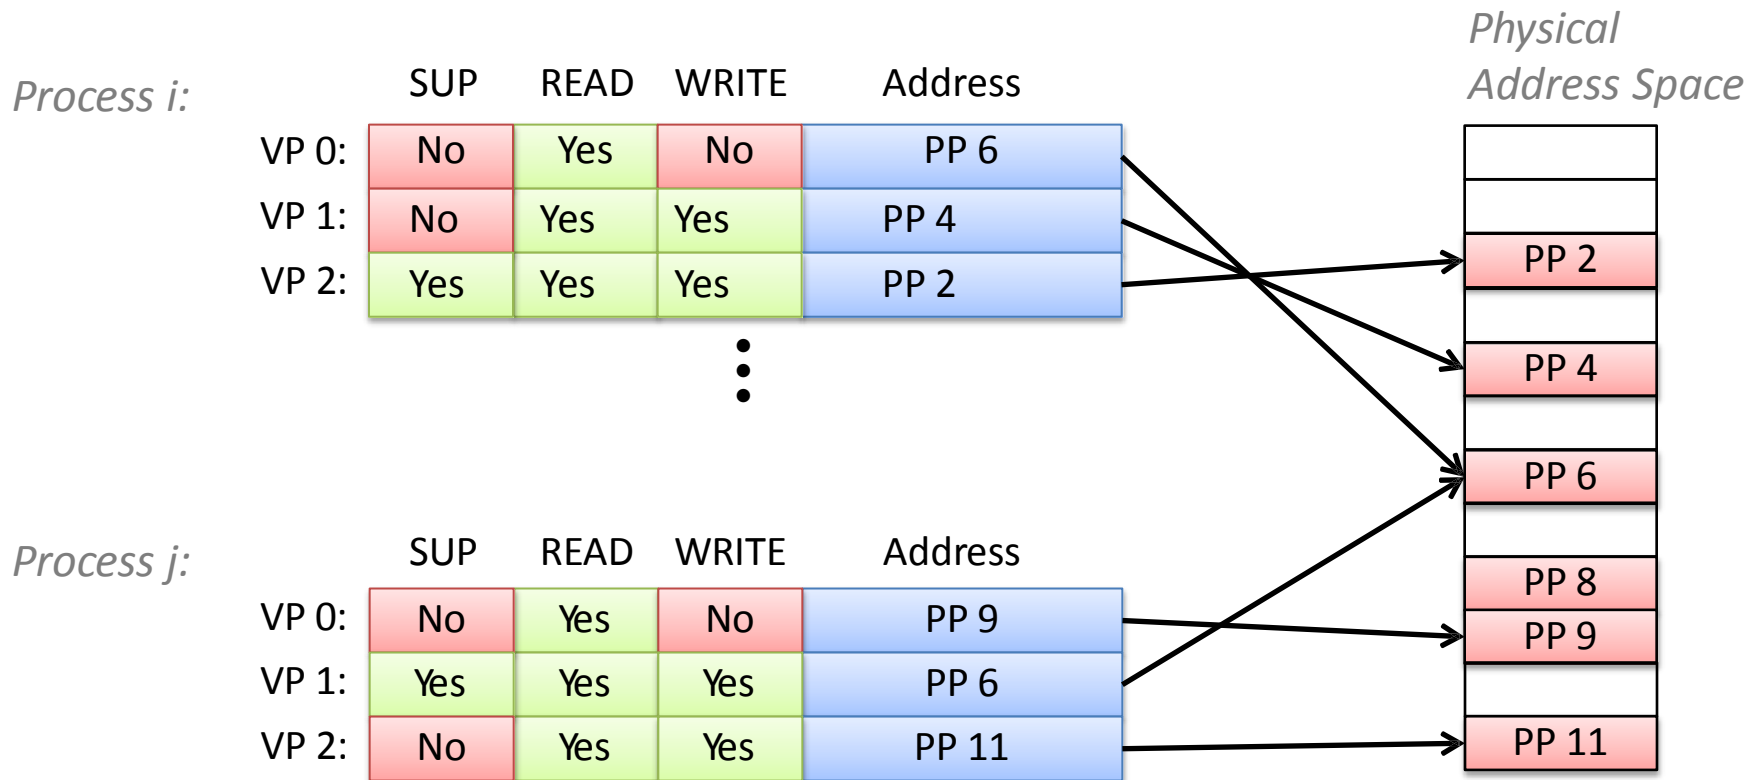 Physical
Address Space
Process i:
SUP READ WRITE Address
VP 0: No Yes No PP 6
VP 1: No Yes Yes PP 4
VP 2: Yes Yes Yes PP 2
PP 2
PP 4
PP 6
PP 8
PP 9
PP 11
Process j:
SUP READ WRITE Address
VP 0: No Yes No PP 9
VP 1: Yes Yes Yes PP 6
VP 2: No Yes Yes PP 11